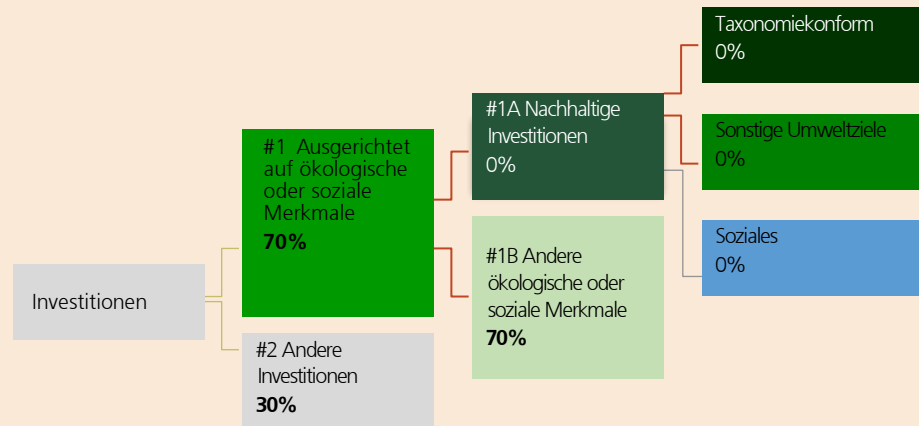 Investitionen
#1 Ausgerichtet
auf ökologische
oder soziale
Merkmale
70%
#2 Andere
Investitionen
30%
#1A Nachhaltige
Investitionen
0%
#1B Andere
ökologische oder
soziale Merkmale
70%
Taxonomiekonform
0%
Sonstige Umweltziele
0%
Soziales
0%